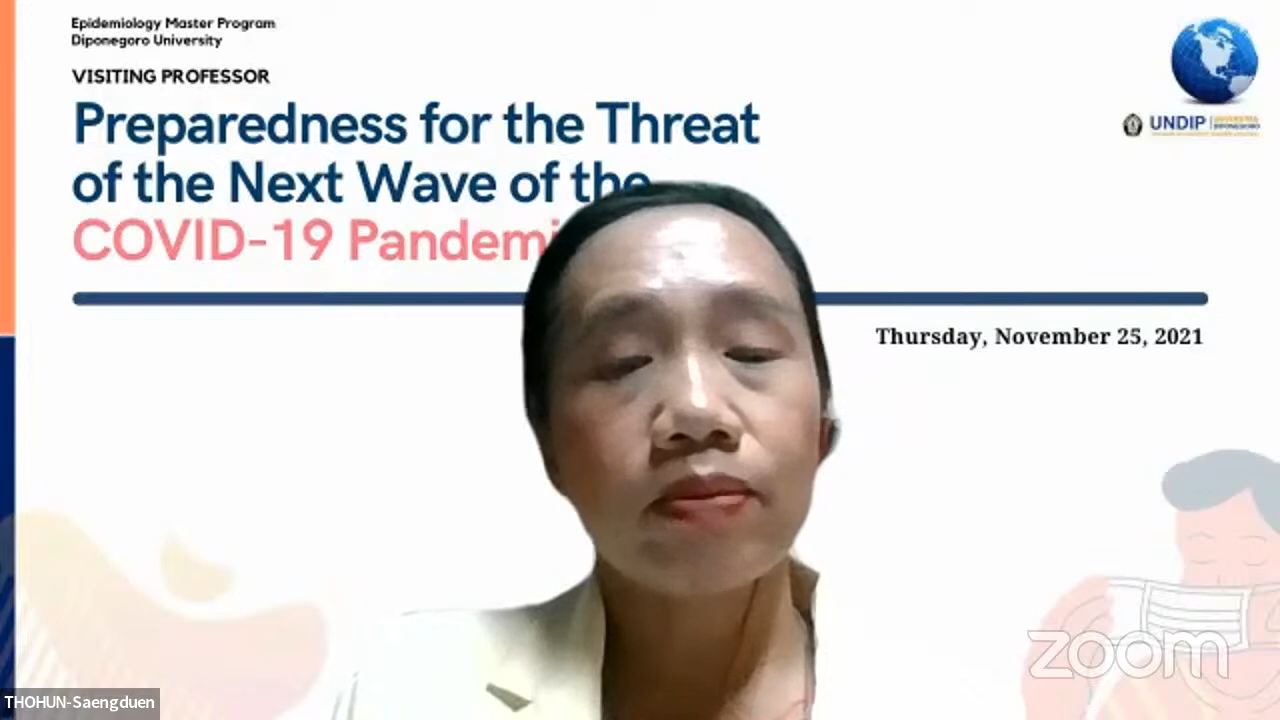 Epidemiology Master Program
Diponegoro University
VISITING PROFESSOR
Preparedness for the Threat
of the Next Wave of the
COVID-19 Pandemi
UNDIP
Thursday, November 25, 2021
zoom
THOHUN-Saengduen